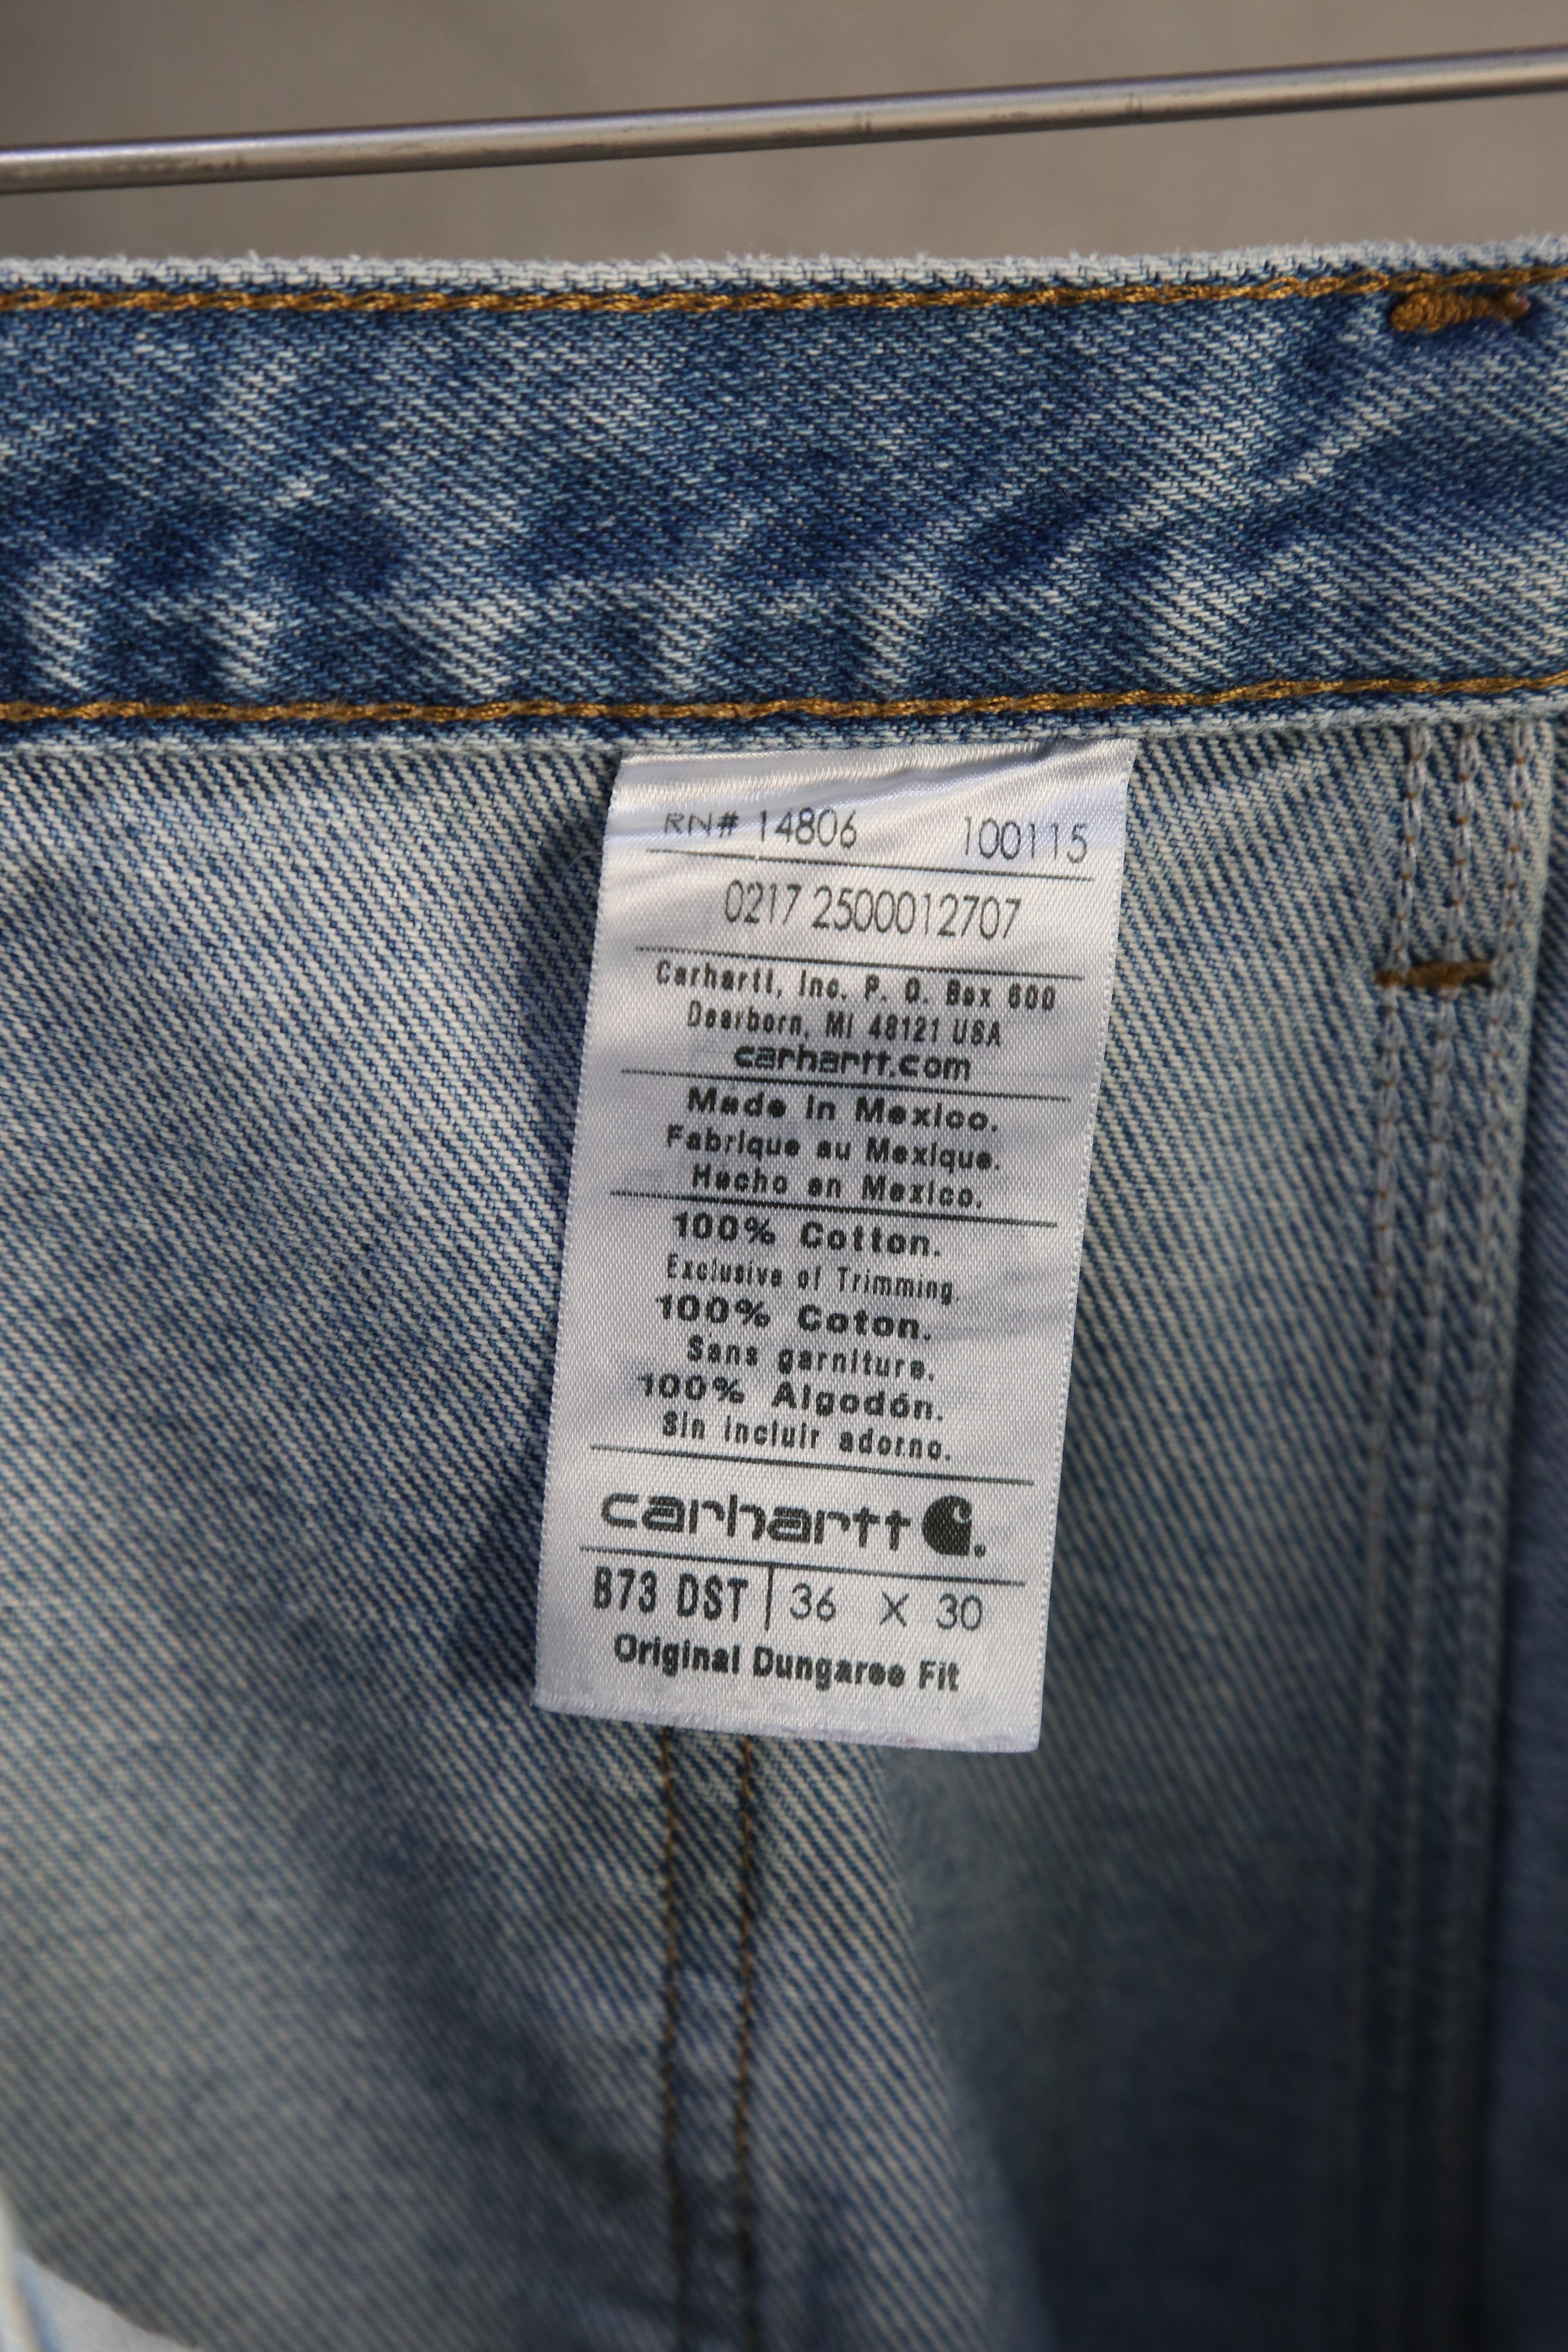 RN# 14806 100115
0217 2500012707
Carhartt, Inc. P. O. Box 600
Dearborn, MI 48121 USA
carhartt.com
Made in Mexico.
Fabrique au Mexique.
Hecho en Mexico.
100% Cotton.
Exclusive of Trimming.
100% Coton.
Sans garniture.
100% Algodón.
Sin incluir adorno.
carhartt
B73 DST 36 X 30
Original Dungaree Fit